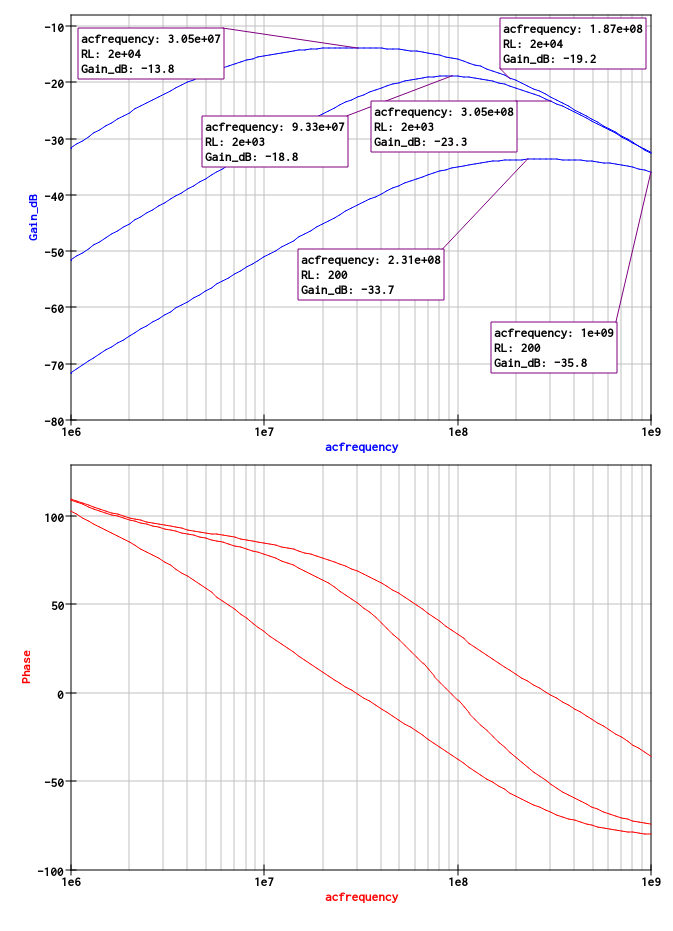 -10
-20
-30
-40
-50
-60
-70
-80
Gain_dB
acfrequency: 3.05e+07
RL: 2e+04
Gain_dB: -13.8
acfrequency: 1.87e+08
RL: 2e+04
Gain_dB: -19.2
acfrequency: 9.33e+07
RL: 2e+03
Gain_dB: -18.8
acfrequency: 3.05e+08
RL: 2e+03
Gain_dB: -23.3
acfrequency: 2.31e+08
RL: 200
Gain_dB: -33.7
acfrequency: 1e+09
RL: 200
Gain_dB: -35.8
1e6 1e7 1e8 1e9
acfrequency
100
50
0
-50
-100
Phase
1e6 1e7 1e8 1e9
acfrequency